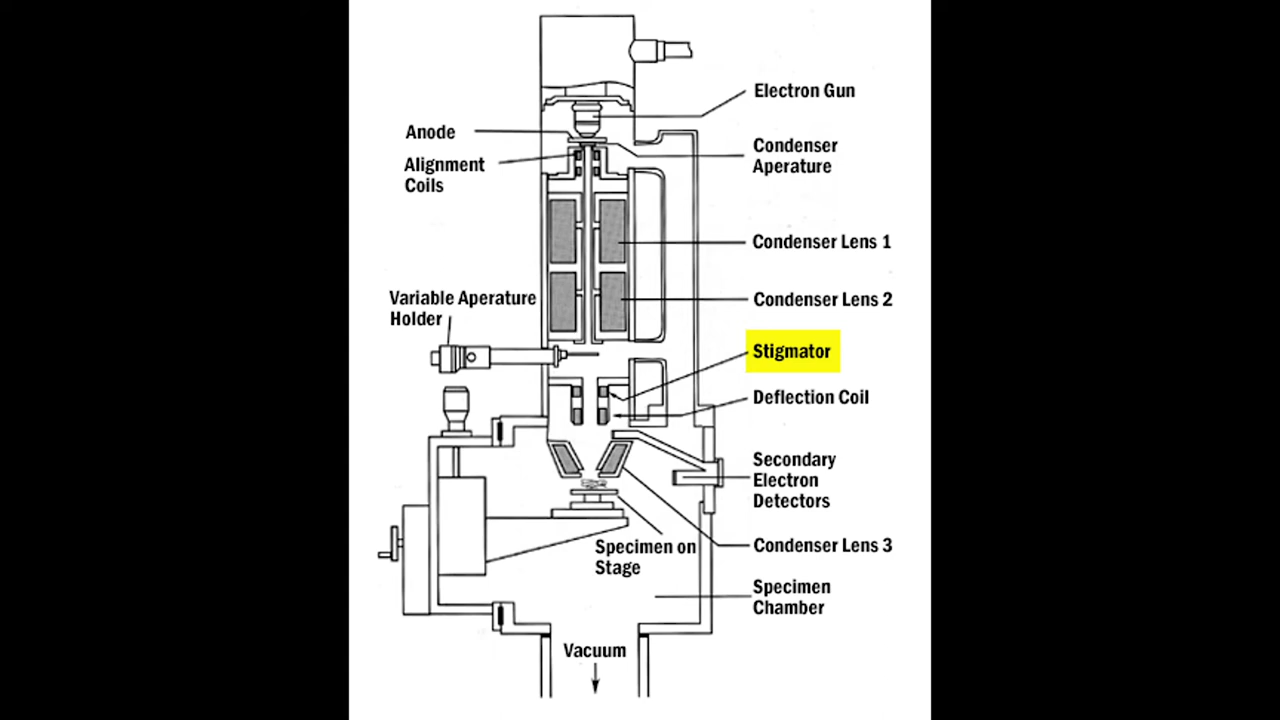 Electron Gun
Anode
Condenser
Aperature
Alignment
Coils
Condenser Lens 1
Variable Aperature
Holder
Condenser Lens 2
Stigmator
Deflection Coil
Secondary
Electron
Detectors
Specimen on
Stage
Condenser Lens 3
Specimen
Chamber
Vacuum